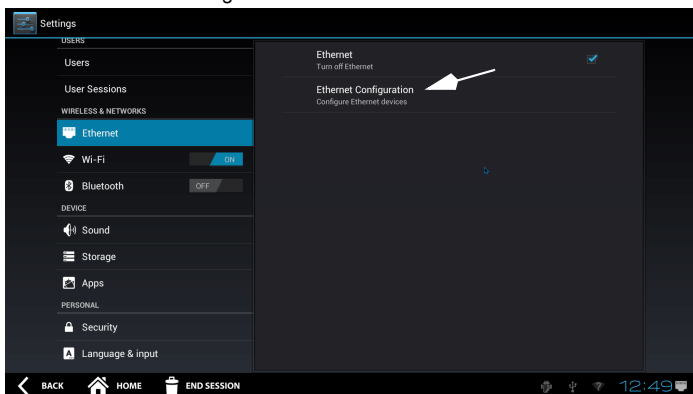 Settings
USERS
Users
User Sessions
WIRELESS & NETWORKS
Ethernet
Wi-Fi ON
Bluetooth OFF
DEVICE
Sound
Storage
Apps
PERSONAL
Security
A Language & input
Ethernet
Turn off Ethernet
Ethernet Configuration
Configure Ethernet devices
BACK HOME END SESSION 12:49